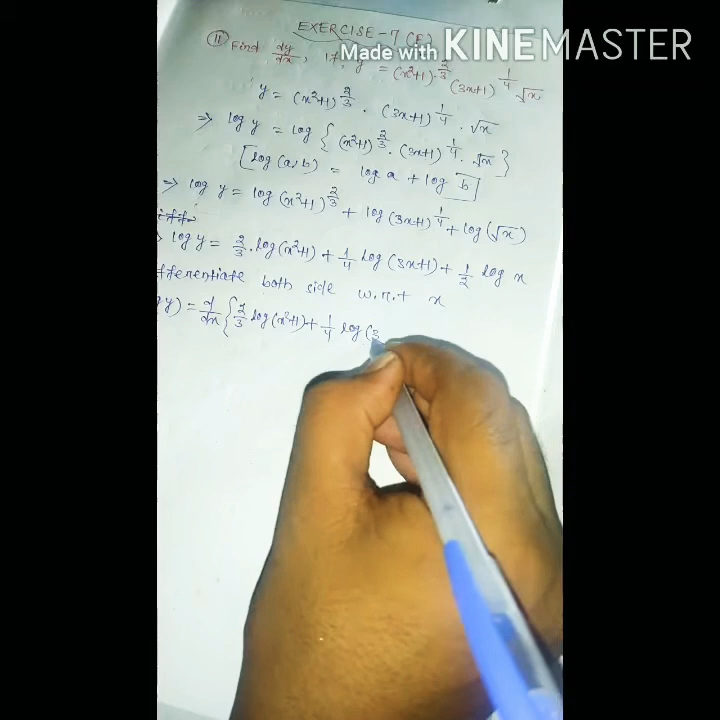 EXERCISE-7(E)
Made with KINEMASTER
(11) Find dy/dx, if, y = (x²+1)^2/3 (3x+1)^1/4 √x
y = (x²+1)^2/3 . (3x+1)^1/4 . √x
⇒ log y = log { (x²+1)^2/3 . (3x+1)^1/4 . √x }
[log (a.b) = log a + log b]
⇒ log y = log (x²+1)^2/3 + log (3x+1)^1/4 + log (√x)
log y = 2/3 . log (x²+1) + 1/4 log (3x+1) + 1/2 log x
fferentiate both side w.r.t x
y) = d/dx { 2/3 log (x²+1) + 1/4 log (3